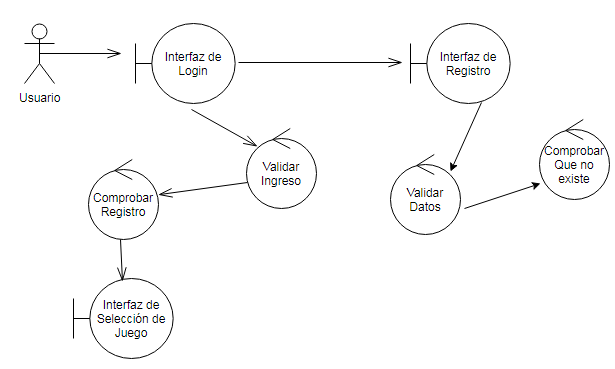 Usuario
Interfaz de
Login
Interfaz de
Registro
Validar
Ingreso
Comprobar
Registro
Interfaz de
Selección de
Juego
Validar
Datos
Comprobar
Que no
existe